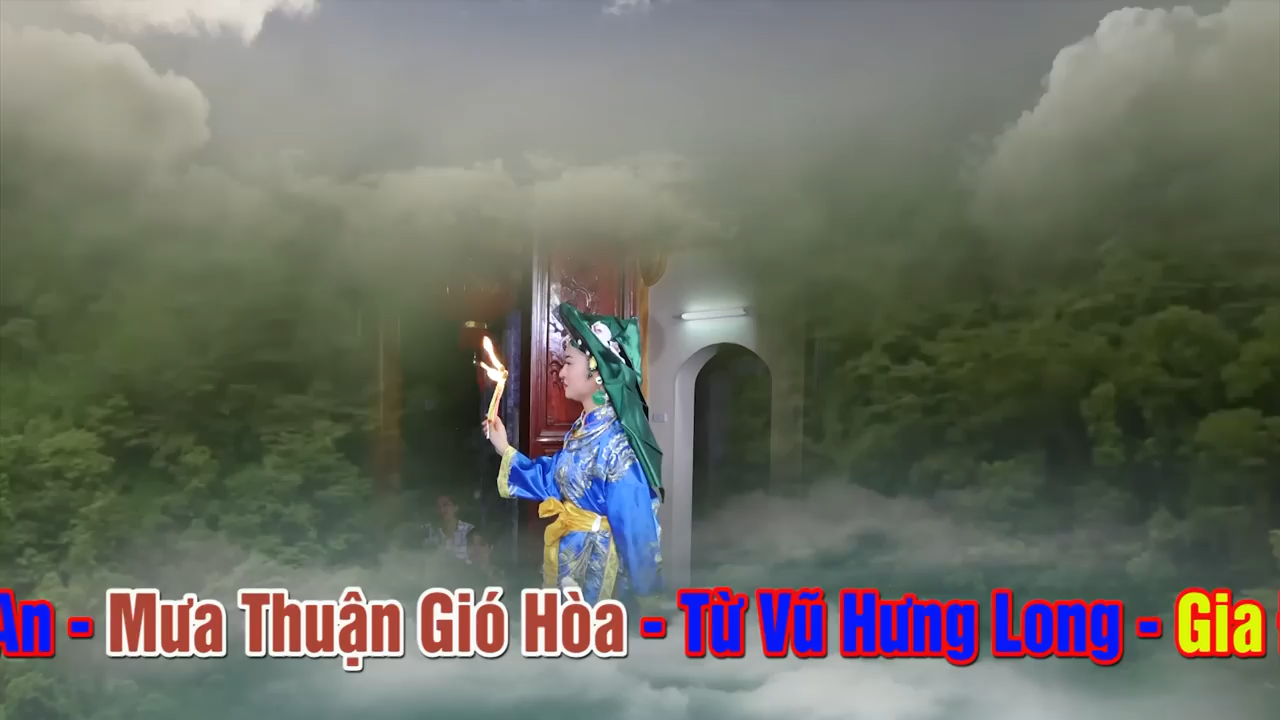 An - Mưa Thuận Gió Hòa - Từ Vũ Hưng Long - Gia